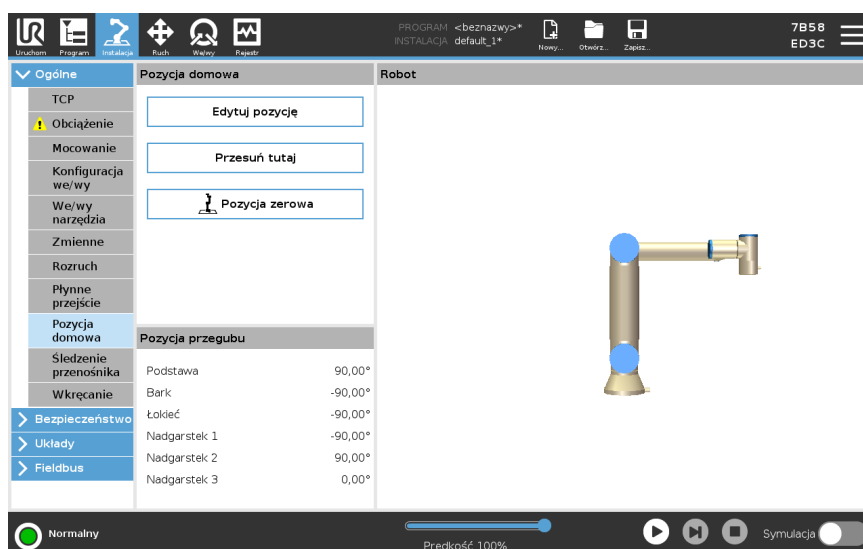 PROGRAM <beznazwy>*
INSTALACJA default_1*
7B58
ED3C
Uruchom Program Instalacja Ruch We/wy Rejestr Nowy... Otwórz... Zapisz...
Ogólne
TCP
Obciążenie
Mocowanie
Konfiguracja
we/wy
We/wy
narzędzia
Zmienne
Rozruch
Płynne
przejście
Pozycja
domowa
Śledzenie
przenośnika
Wkręcanie
Bezpieczeństwo
Układy
Fieldbus
Pozycja domowa
Edytuj pozycję
Przesuń tutaj
Pozycja zerowa
Pozycja przegubu
Podstawa 90,00°
Bark -90,00°
Łokieć -90,00°
Nadgarstek 1 -90,00°
Nadgarstek 2 90,00°
Nadgarstek 3 0,00°
Robot
Normalny
Prędkość 100%
Symulacja